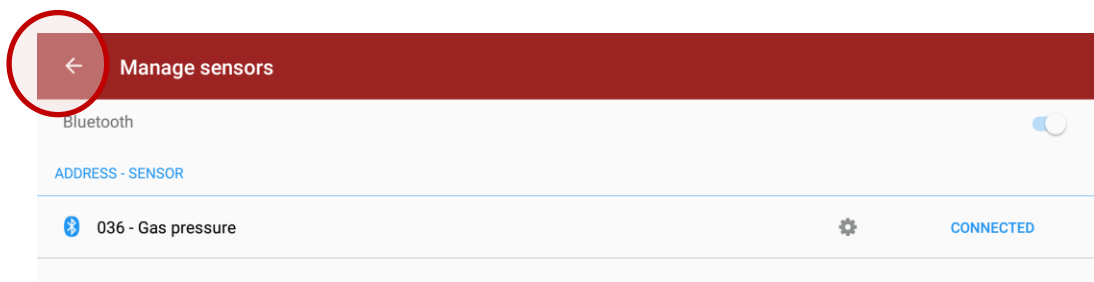 Manage sensors
Bluetooth
ADDRESS - SENSOR
036 - Gas pressure CONNECTED